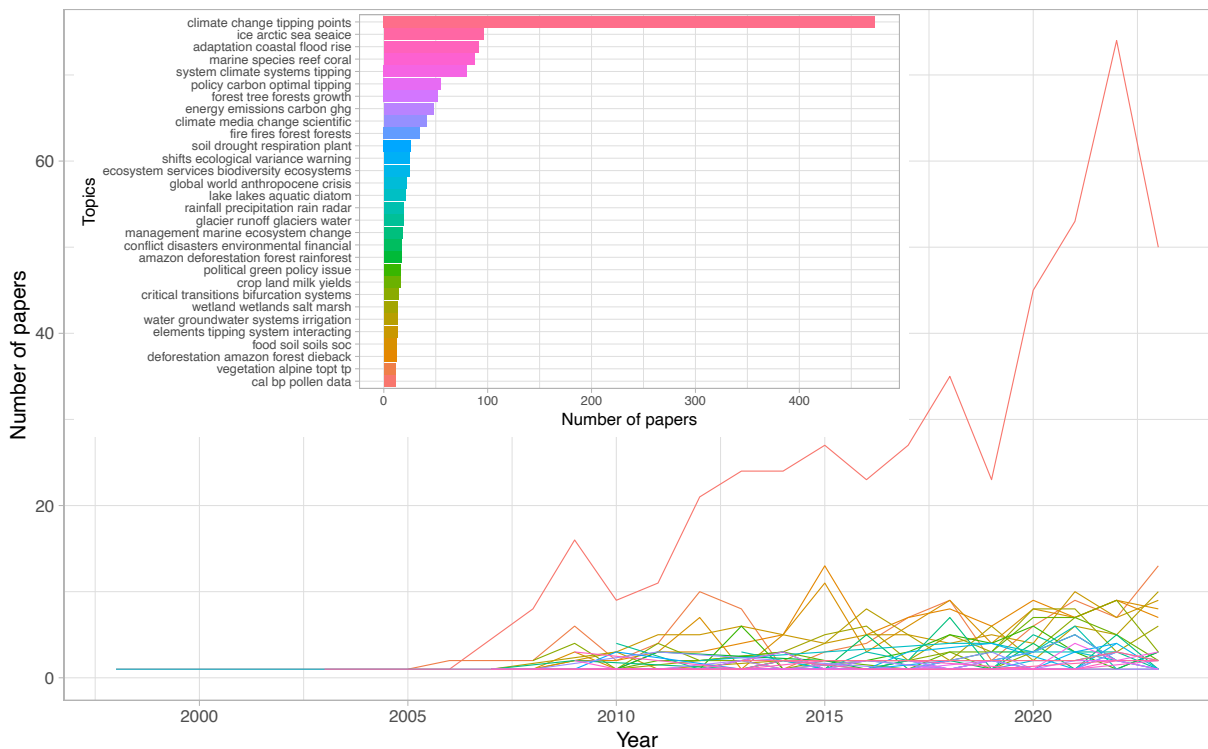 climate change tipping points
ice arctic sea seaice
adaptation coastal flood rise
marine species reef coral
system climate systems tipping
policy carbon optimal tipping
forest tree forests growth
energy emissions carbon ghg
climate media change scientific
fire fires forest forests
soil drought respiration plant
shifts ecological variance warning
ecosystem services biodiversity ecosystems
global world anthropocene crisis
lake lakes aquatic diatom
rainfall precipitation rain radar
glacier runoff glaciers water
management marine ecosystem change
conflict disasters environmental financial
amazon deforestation forest rainforest
political green policy issue
crop land milk yields
critical transitions bifurcation systems
wetland wetlands salt marsh
water groundwater systems irrigation
elements tipping system interacting
food soil soils soc
deforestation amazon forest dieback
vegetation alpine topt tp
cal bp pollen data
Topics
0 100 200 300 400
Number of papers
Number of papers
60
40
20
0
2000 2005 2010 2015 2020
Year